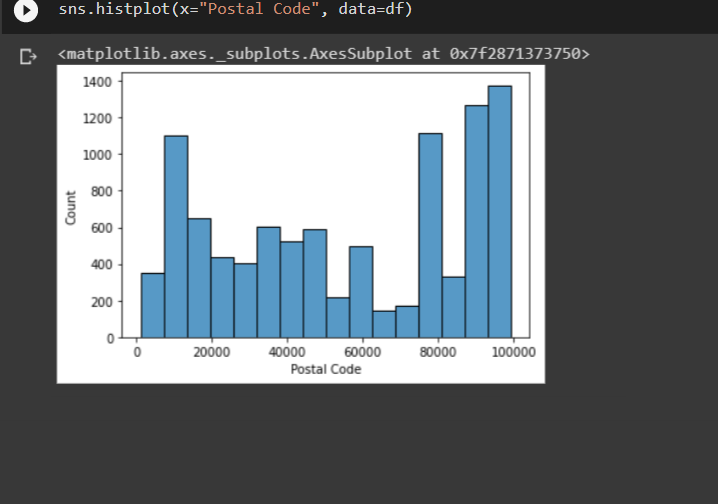 sns.histplot(x="Postal Code", data=df)
<matplotlib.axes._subplots.AxesSubplot at 0x7f2871373750>
1400
1200
1000
800
600
400
200
0
Count
0 20000 40000 60000 80000 100000
Postal Code